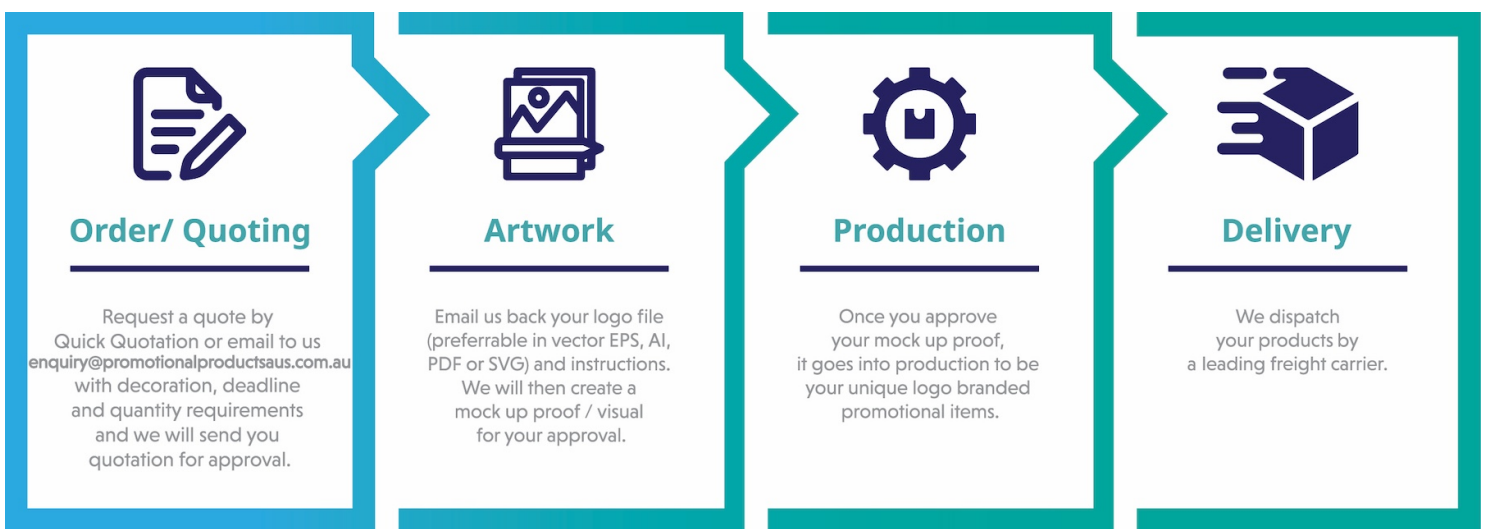 Order/ Quoting
Request a quote by
Quick Quotation or email to us
enquiry@promotionalproductsaus.com.au
with decoration, deadline
and quantity requirements
and we will send you
quotation for approval.
Artwork
Email us back your logo file
(preferrable in vector EPS, AI,
PDF or SVG) and instructions.
We will then create a
mock up proof / visual
for your approval.
Production
Once you approve
your mock up proof,
it goes into production to be
your unique logo branded
promotional items.
Delivery
We dispatch
your products by
a leading freight carrier.